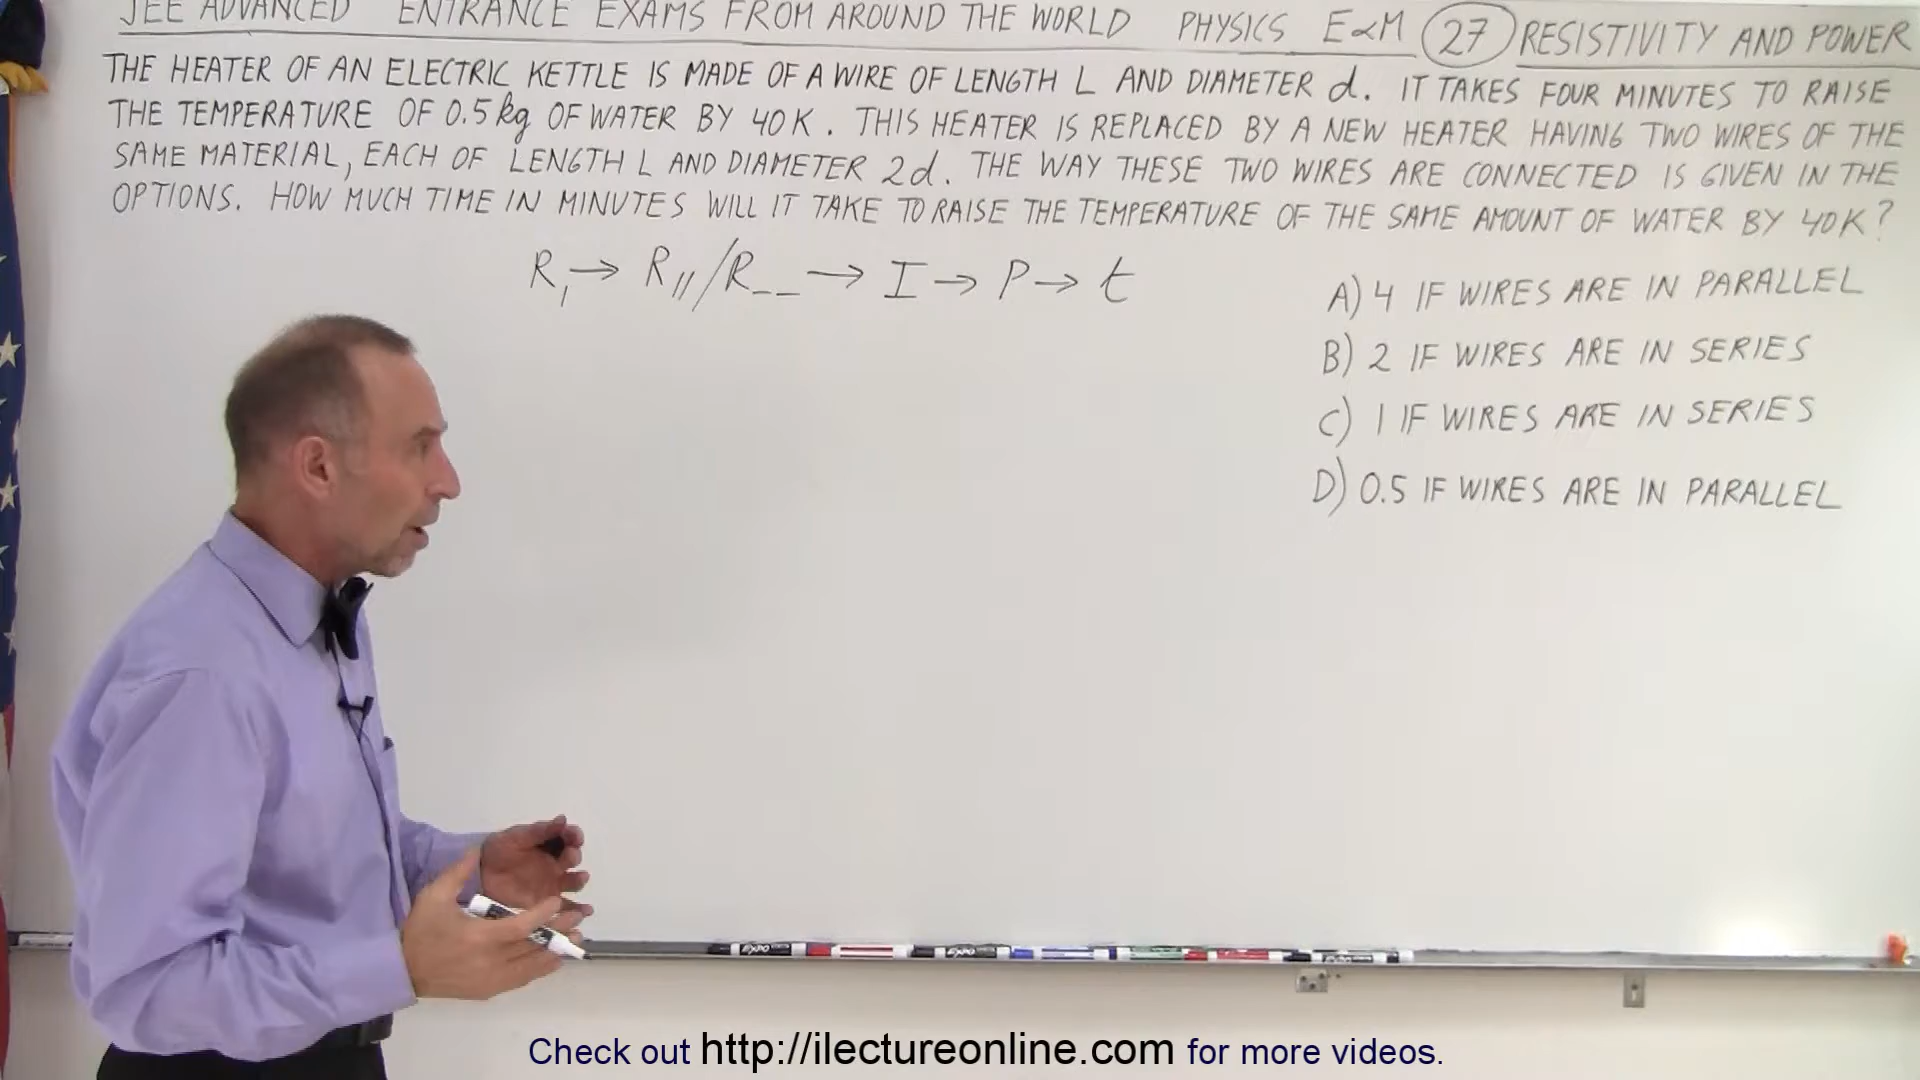 JEE ADVANCED ENTRANCE EXAMS FROM AROUND THE WORLD PHYSICS E&M 27 RESISTIVITY AND POWER
THE HEATER OF AN ELECTRIC KETTLE IS MADE OF A WIRE OF LENGTH L AND DIAMETER d. IT TAKES FOUR MINUTES TO RAISE
THE TEMPERATURE OF 0.5 kg OF WATER BY 40 K. THIS HEATER IS REPLACED BY A NEW HEATER HAVING TWO WIRES OF THE
SAME MATERIAL, EACH OF LENGTH L AND DIAMETER 2d. THE WAY THESE TWO WIRES ARE CONNECTED IS GIVEN IN THE
OPTIONS. HOW MUCH TIME IN MINUTES WILL IT TAKE TO RAISE THE TEMPERATURE OF THE SAME AMOUNT OF WATER BY 40K?
R₁ → R// / R_ _ → I → P → t
A) 4 IF WIRES ARE IN PARALLEL
B) 2 IF WIRES ARE IN SERIES
C) 1 IF WIRES ARE IN SERIES
D) 0.5 IF WIRES ARE IN PARALLEL
EXPO EXPO
Check out http://ilectureonline.com for more videos.